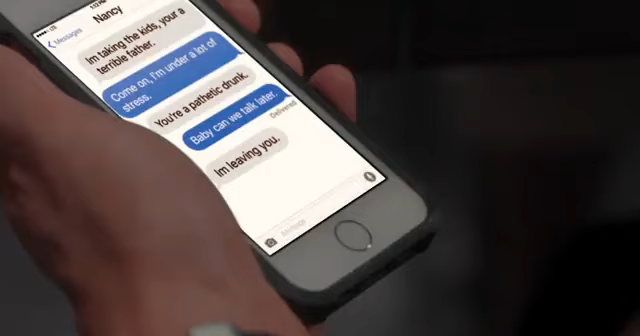 Nancy
Messages
Im taking the kids, your a
terrible father.
Come on, I'm under a lot of
stress.
You're a pathetic drunk.
Baby can we talk later.
Delivered
Im leaving you.
iMessage